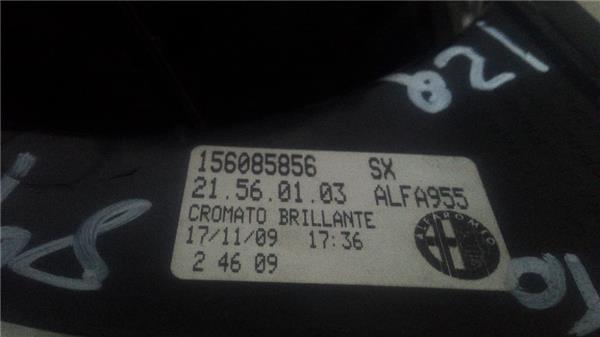 156085856 SX
21.56.01.03 ALFA955
CROMATO BRILLANTE
17/11/09 17:36
2 46 09
ALFA ROMEO